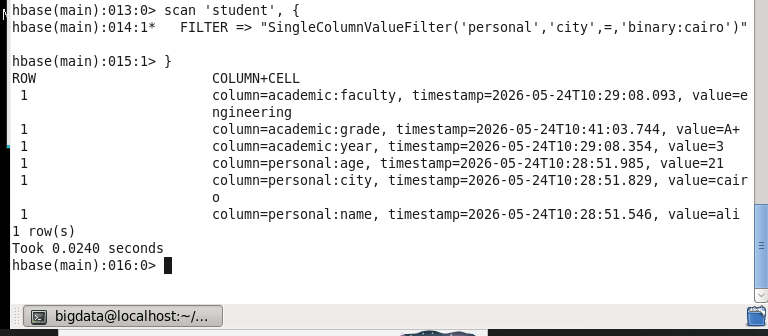 hbase(main):013:0> scan 'student', {
hbase(main):014:1*   FILTER => "SingleColumnValueFilter('personal','city',=,'binary:cairo')"
hbase(main):015:1> }
ROW                     COLUMN+CELL
 1                      column=academic:faculty, timestamp=2026-05-24T10:29:08.093, value=e
                        ngineering
 1                      column=academic:grade, timestamp=2026-05-24T10:41:03.744, value=A+
 1                      column=academic:year, timestamp=2026-05-24T10:29:08.354, value=3
 1                      column=personal:age, timestamp=2026-05-24T10:28:51.985, value=21
 1                      column=personal:city, timestamp=2026-05-24T10:28:51.829, value=cair
                        o
 1                      column=personal:name, timestamp=2026-05-24T10:28:51.546, value=ali
1 row(s)
Took 0.0240 seconds
hbase(main):016:0>
bigdata@localhost:~/...